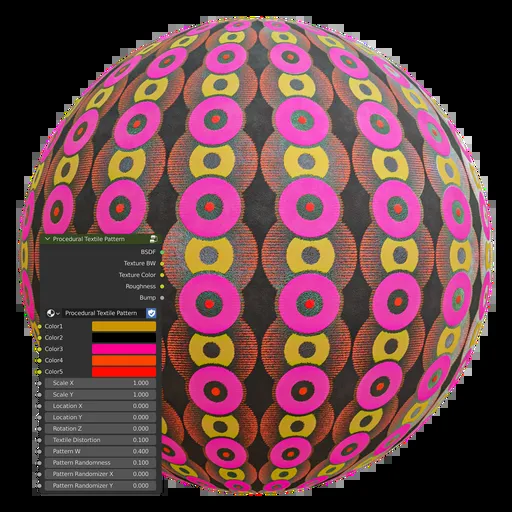 Procedural Textile Pattern
BSDF
Texture BW
Texture Color
Roughness
Bump
Procedural Textile Pattern
Color1
Color2
Color3
Color4
Color5
Scale X 1.000
Scale Y 1.000
Location X 0.000
Location Y 0.000
Rotation Z 0.000
Textile Distortion 0.100
Pattern W 0.400
Pattern Randomness 0.100
Pattern Randomizer X 0.000
Pattern Randomizer Y 0.000